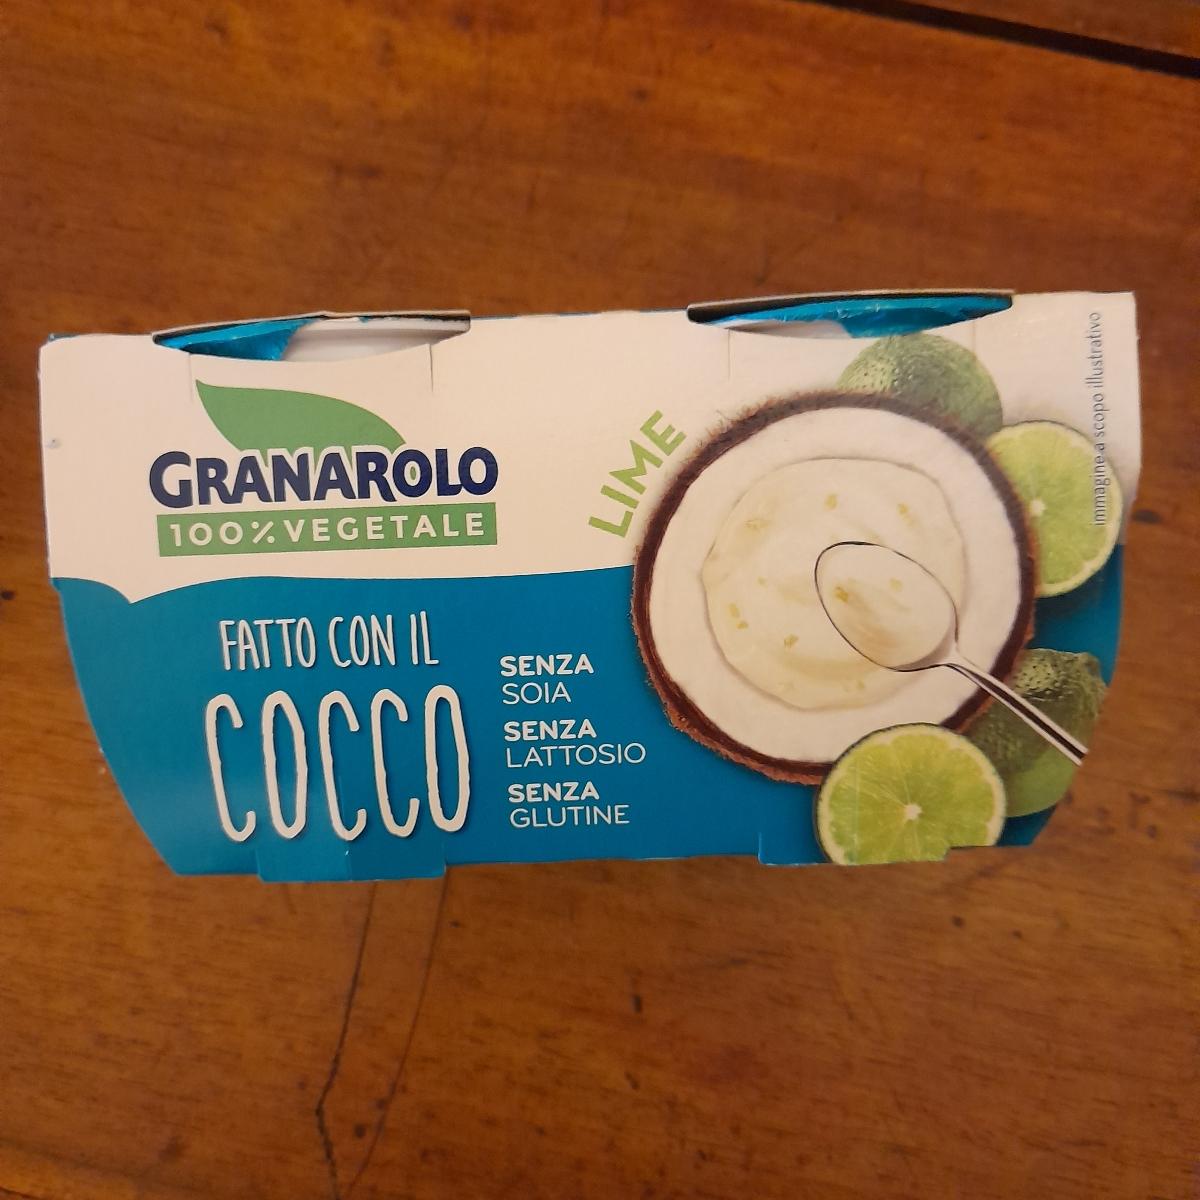 GRANAROLO
100% VEGETALE
LIME
FATTO CON IL
COCCO
SENZA
SOIA
SENZA
LATTOSIO
SENZA
GLUTINE
immagine a scopo illustrativo